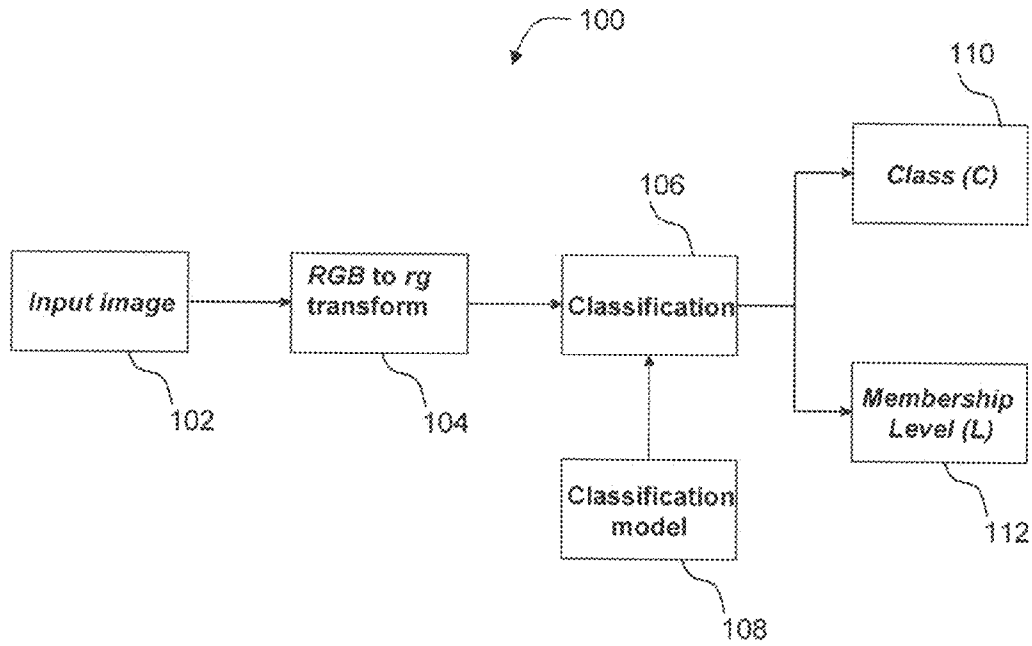 100
110
Class (C)
106
Input image
RGB to rg
transform
Classification
102
104
Membership
Level (L)
Classification
model
112
108